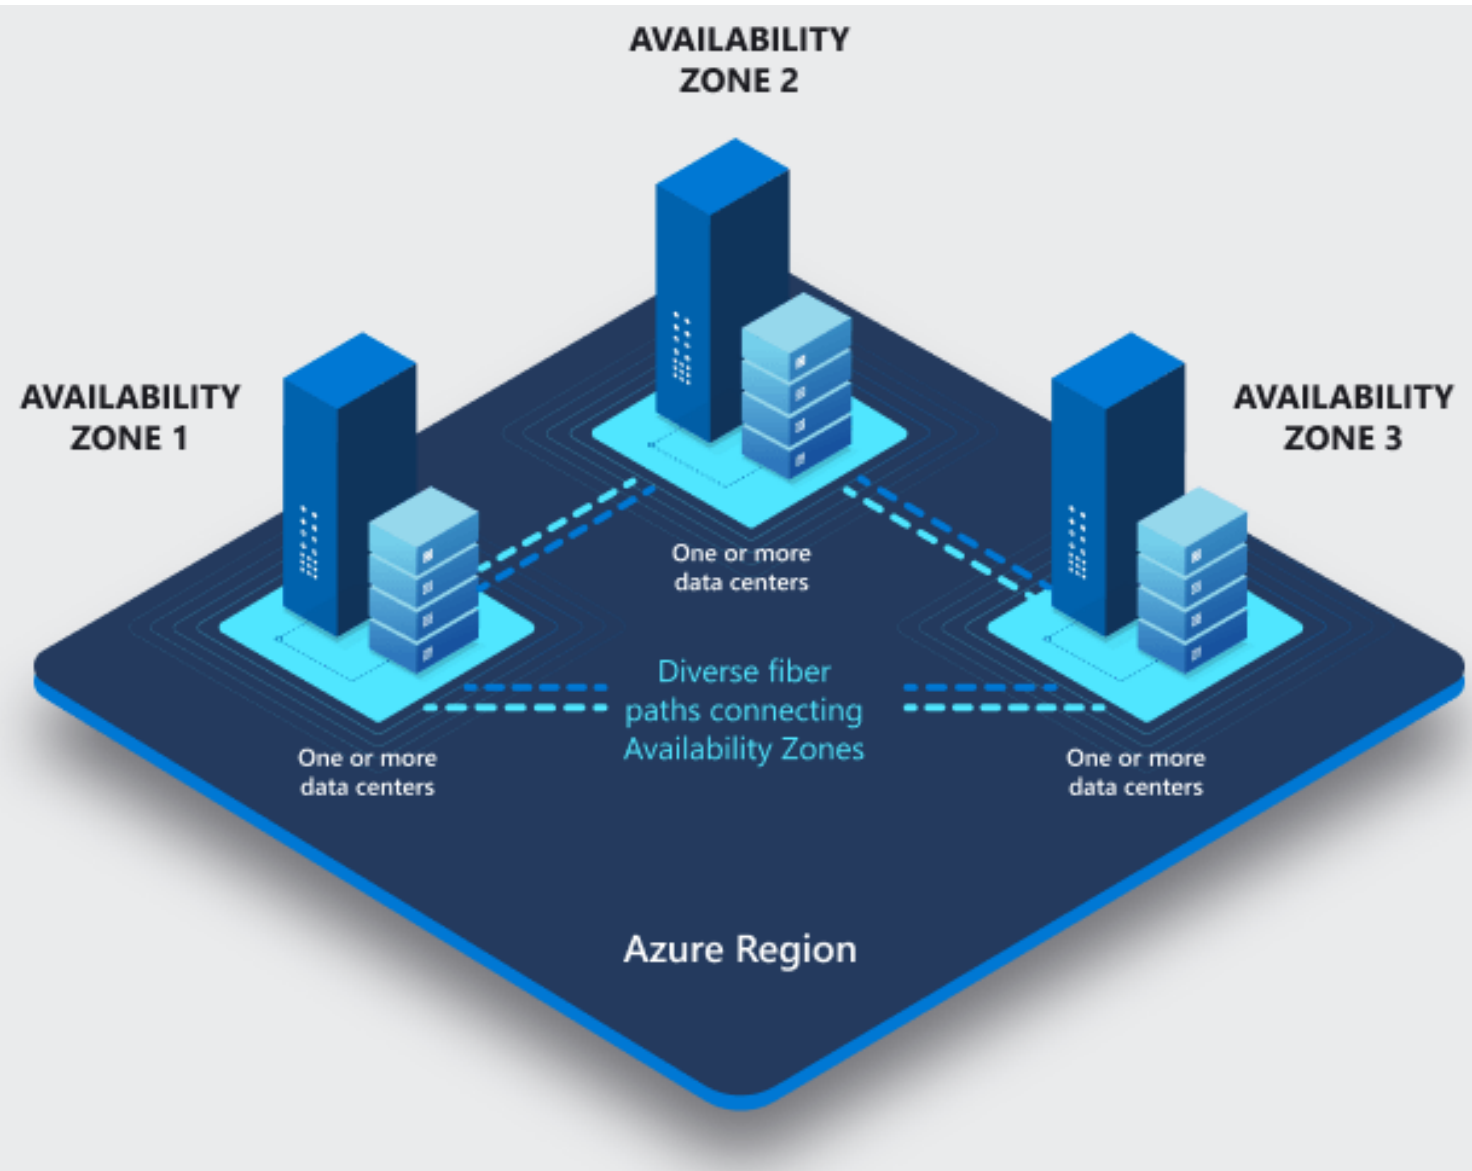 AVAILABILITY
ZONE 2
AVAILABILITY
ZONE 1
AVAILABILITY
ZONE 3
One or more
data centers
Diverse fiber
paths connecting
Availability Zones
One or more
data centers
One or more
data centers
Azure Region